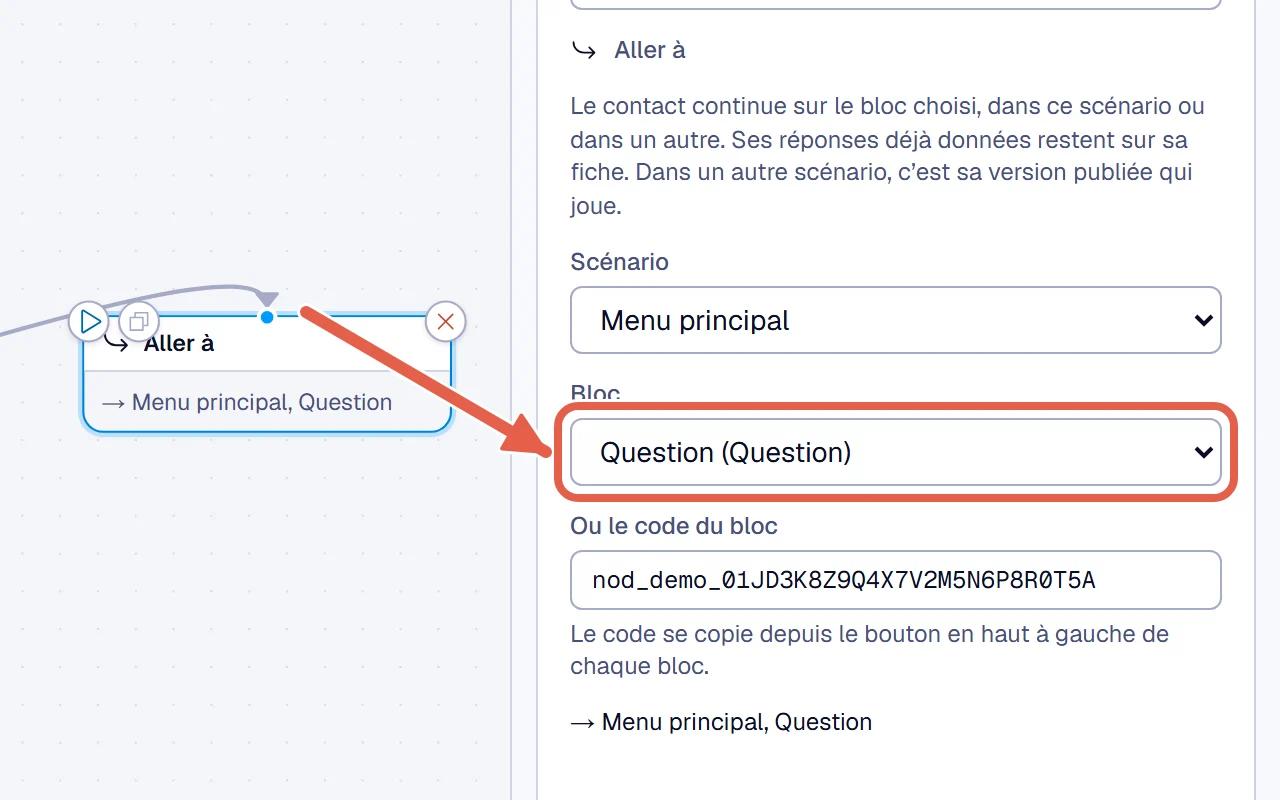 Aller à
Le contact continue sur le bloc choisi, dans ce scénario ou
dans un autre. Ses réponses déjà données restent sur sa
fiche. Dans un autre scénario, c’est sa version publiée qui
joue.
Scénario
Menu principal
Bloc
Question (Question)
Ou le code du bloc
nod_demo_01JD3K8Z9Q4X7V2M5N6P8R0T5A
Le code se copie depuis le bouton en haut à gauche de
chaque bloc.
→ Menu principal, Question
Aller à
→ Menu principal, Question